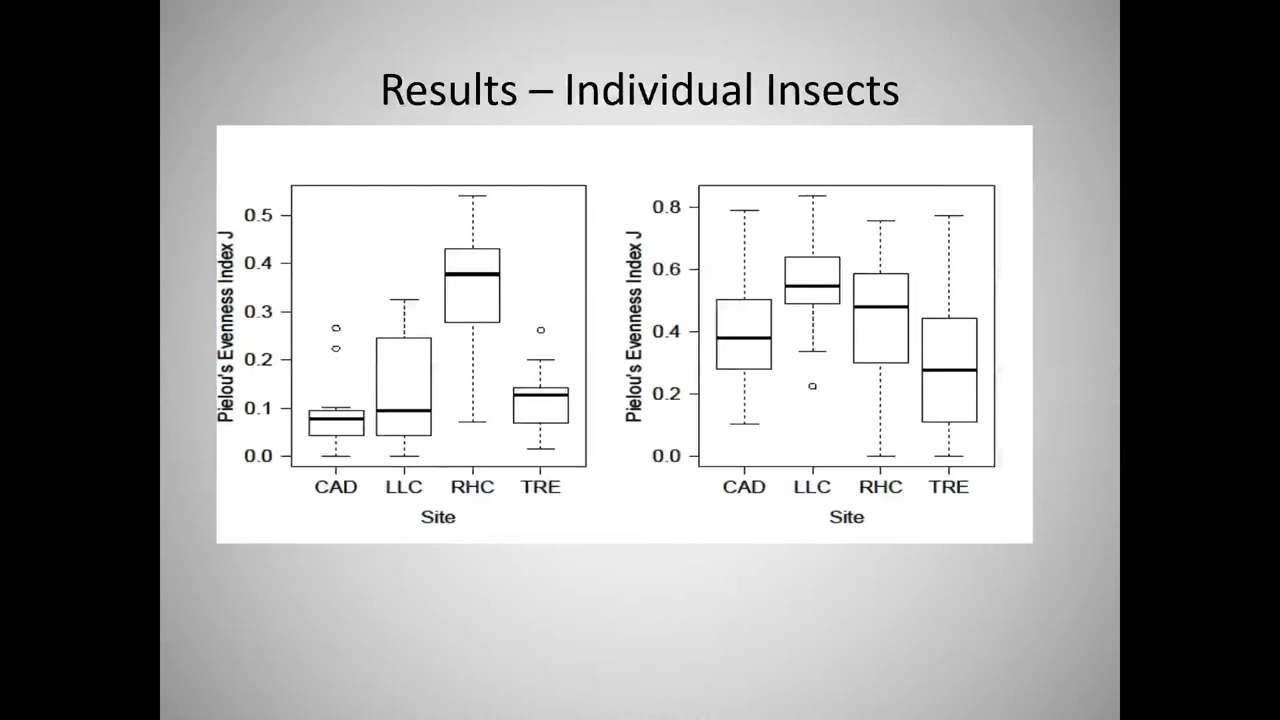 Results – Individual Insects
Pielou's Evenness Index J
0.5
0.4
0.3
0.2
0.1
0.0
CAD LLC RHC TRE
Site
Pielou's Evenness Index J
0.8
0.6
0.4
0.2
0.0
CAD LLC RHC TRE
Site